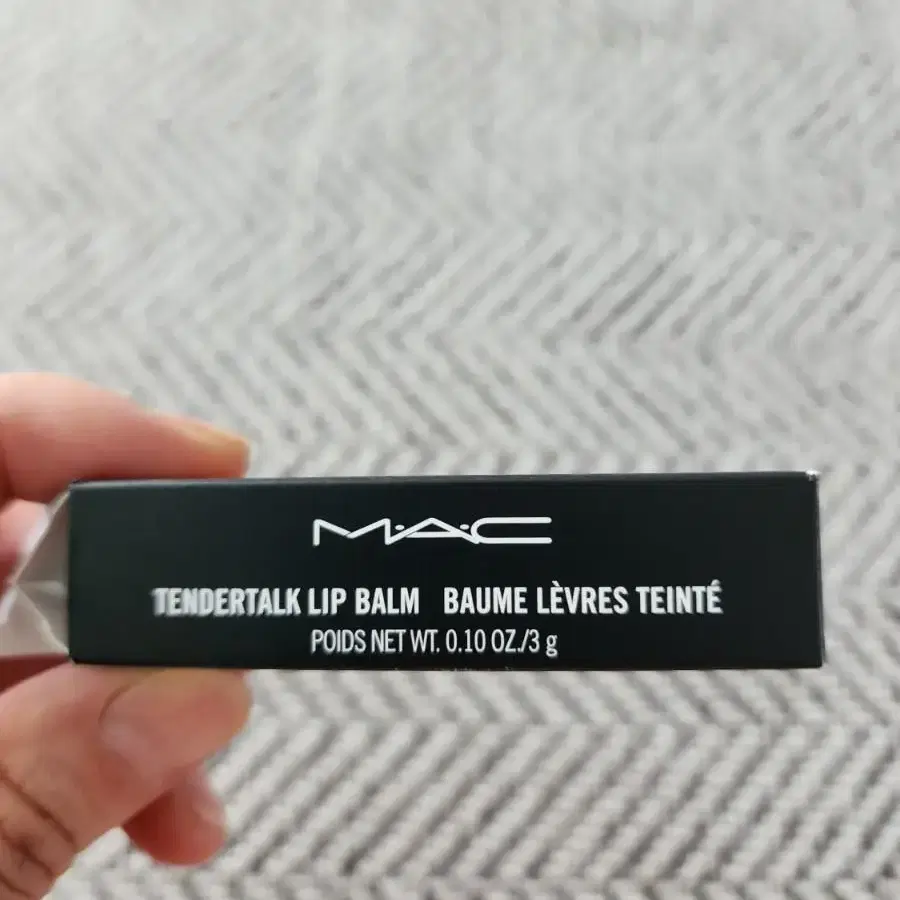 M·A·C
TENDERTALK LIP BALM BAUME LÈVRES TEINTÉ
POIDS NET WT. 0.10 OZ./3 g